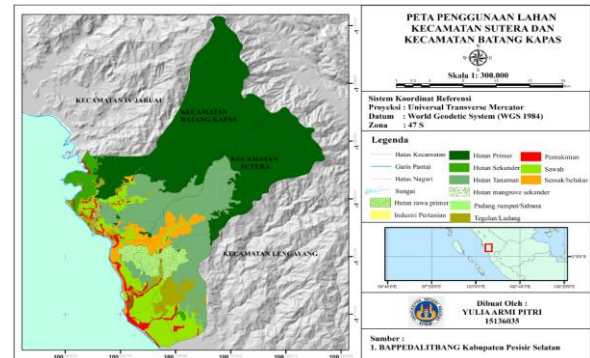 PETA PENGGUNAAN LAHAN
KECAMATAN SUTERA DAN
KECAMATAN BATANG KAPAS
Skala 1: 300.000
Sistem Koordinat Referensi
Proyeksi : Universal Transverse Mercator
Datum : World Geodetic System (WGS 1984)
Zona : 47 S
Legenda
Batas Kecamatan
Garis Pantai
Batas Nagari
Sungai
Hutan rawa primer
Industri Pertanian
Hutan Primer
Hutan Sekunder
Hutan Tanaman
Hutan mangrove sekunder
Padang rumput/Sabana
Tegalan/Ladang
Pemukiman
Sawah
Semak/belukar
KECAMATAN IV JARUAI
KECAMATAN
BATANG KAPAS
KECAMATAN
SUTERA
KECAMATAN LENGAYANG
Dibuat Oleh :
YULIA ARMI PITRI
15136035
Sumber :
1. BAPPEDALITBANG Kabupaten Pesisir Selatan